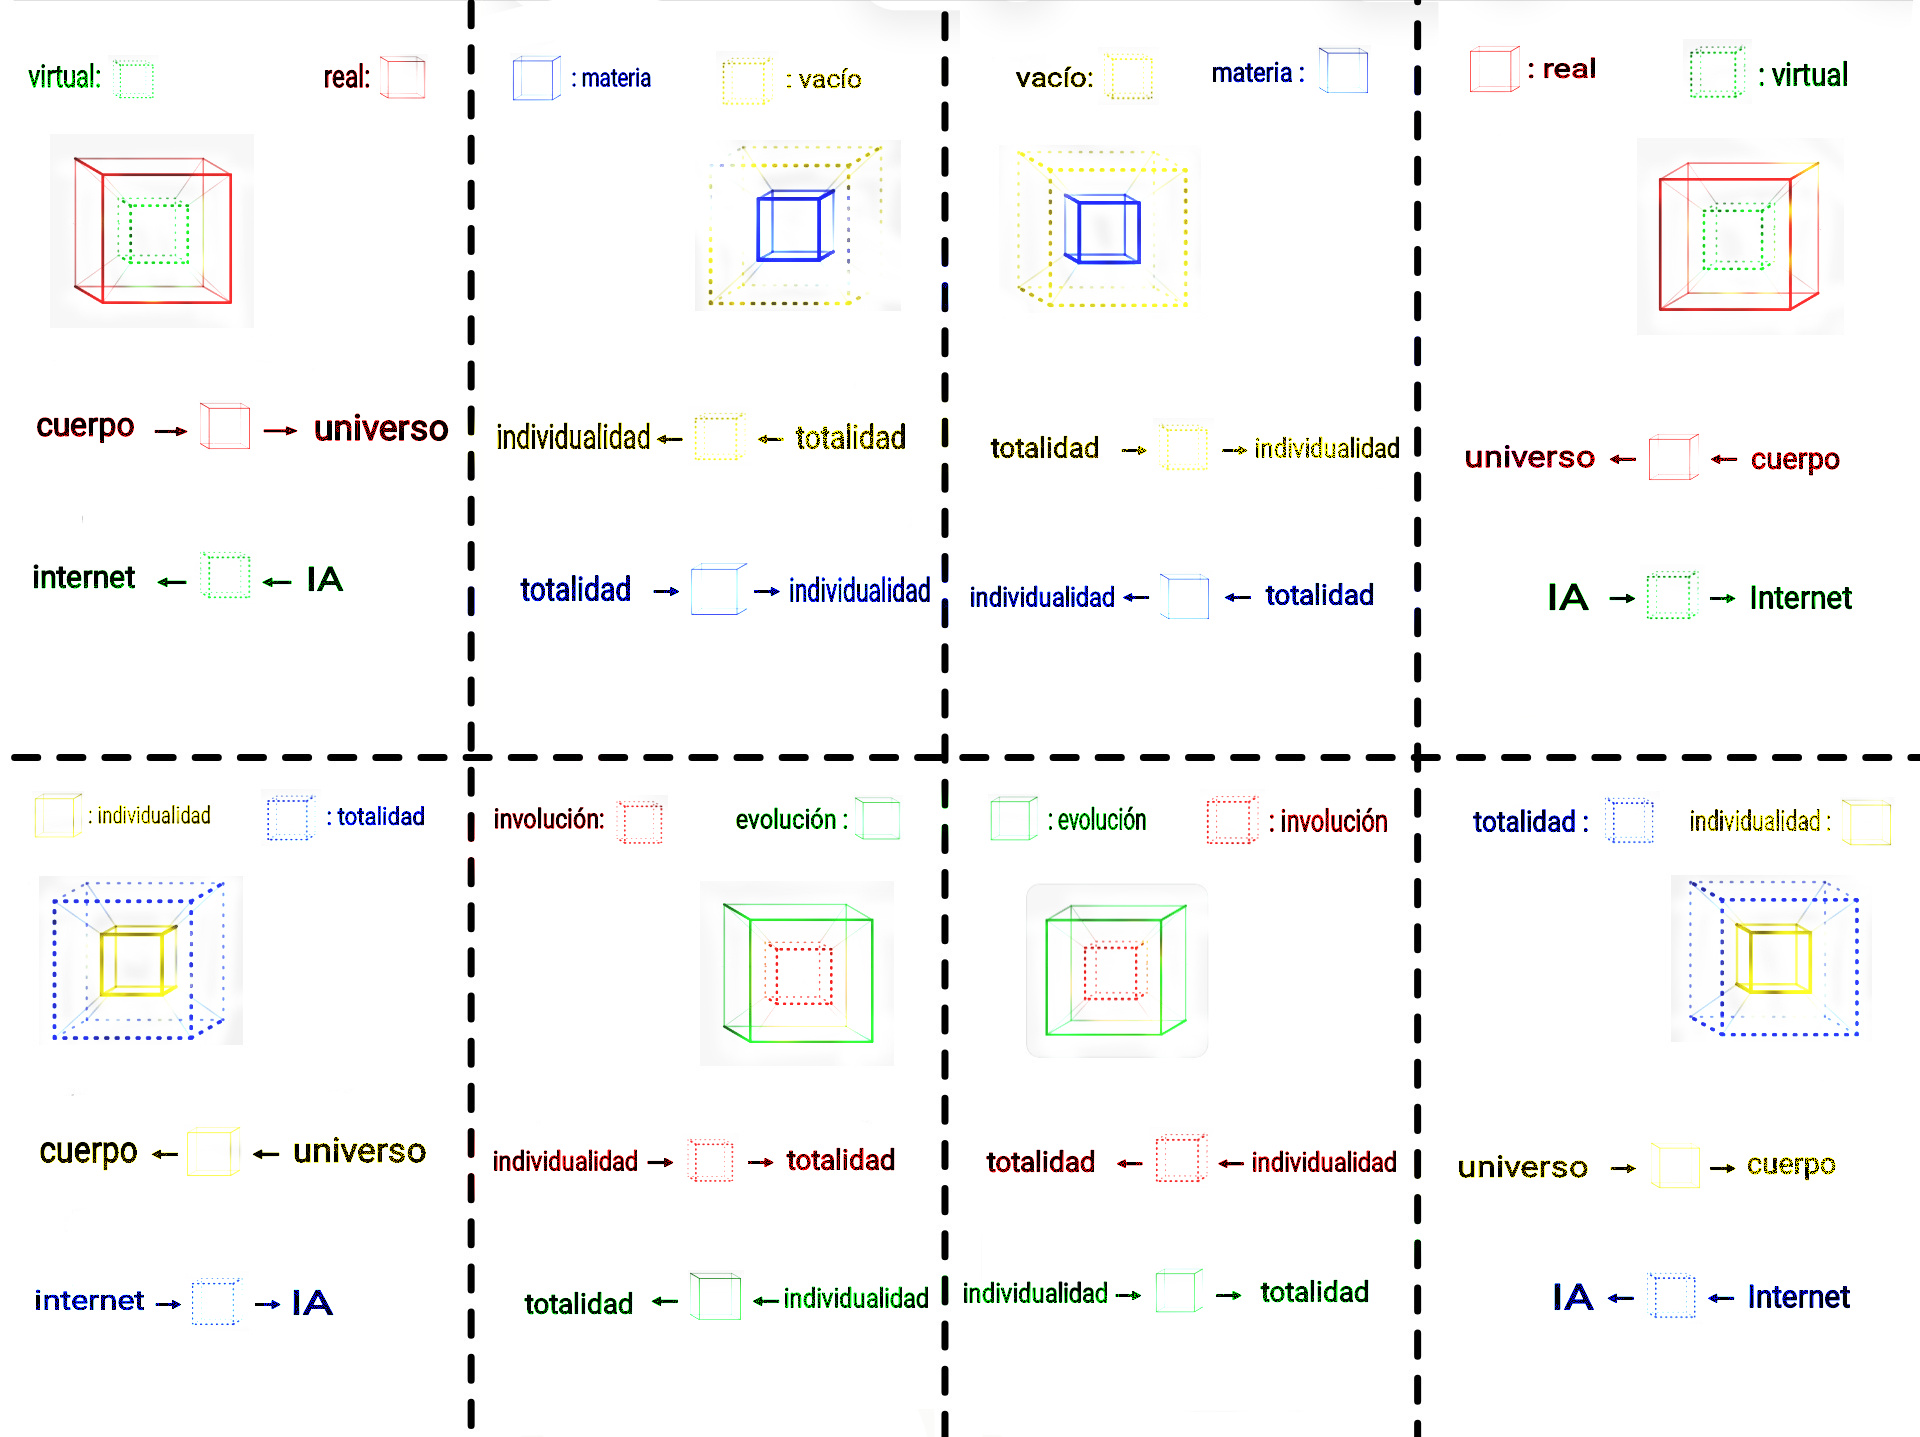 virtual: real:
cuerpo → → universo
internet ← ← IA
: materia : vacío
individualidad ← ← totalidad
totalidad → → individualidad
vacío: materia :
totalidad → → individualidad
individualidad ← ← totalidad
: real : virtual
universo ← ← cuerpo
IA → → Internet
: individualidad : totalidad
cuerpo ← ← universo
internet → → IA
involución: evolución :
individualidad → → totalidad
totalidad ← ← individualidad
: evolución : involución
totalidad ← ← individualidad
individualidad → → totalidad
totalidad : individualidad :
universo → → cuerpo
IA ← ← Internet